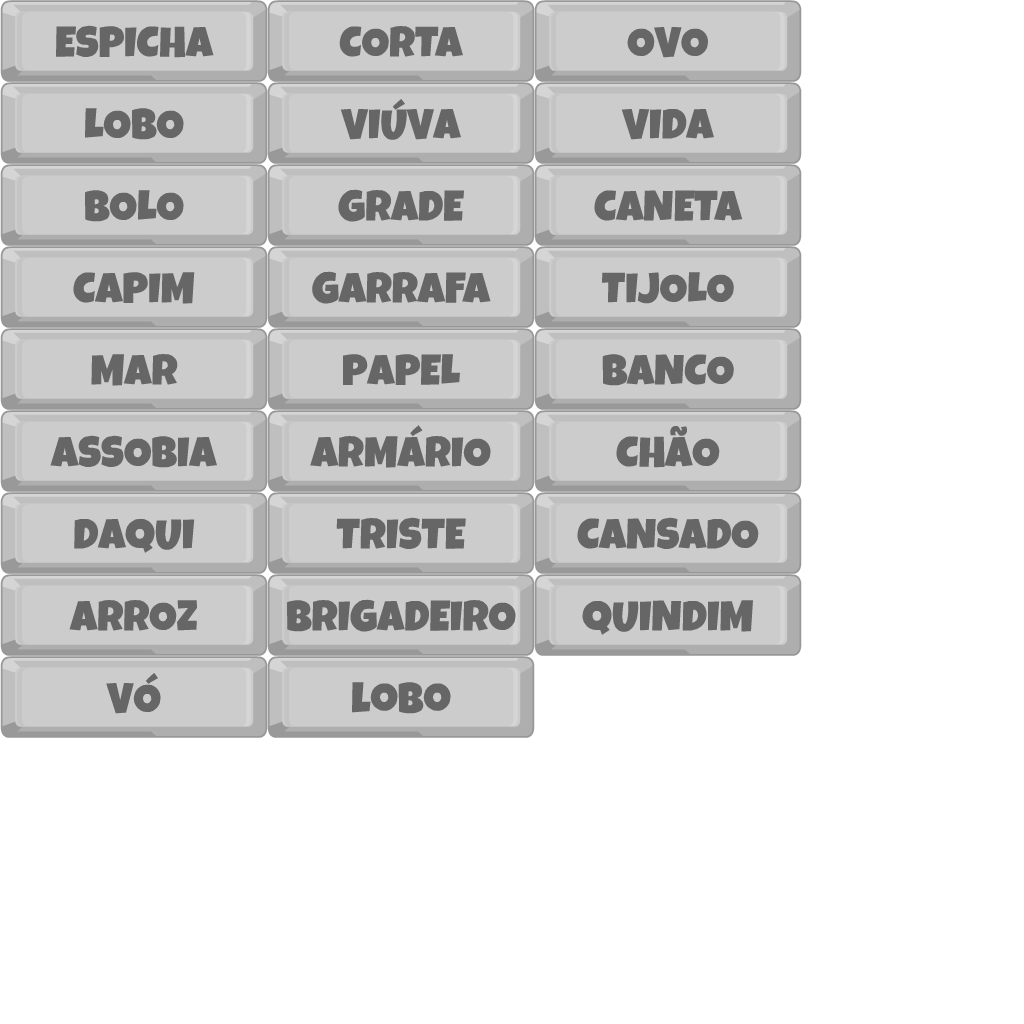 ESPICHA CORTA OVO
LOBO VIÚVA VIDA
BOLO GRADE CANETA
CAPIM GARRAFA TIJOLO
MAR PAPEL BANCO
ASSOBIA ARMÁRIO CHÃO
DAQUI TRISTE CANSADO
ARROZ BRIGADEIRO QUINDIM
VÓ LOBO